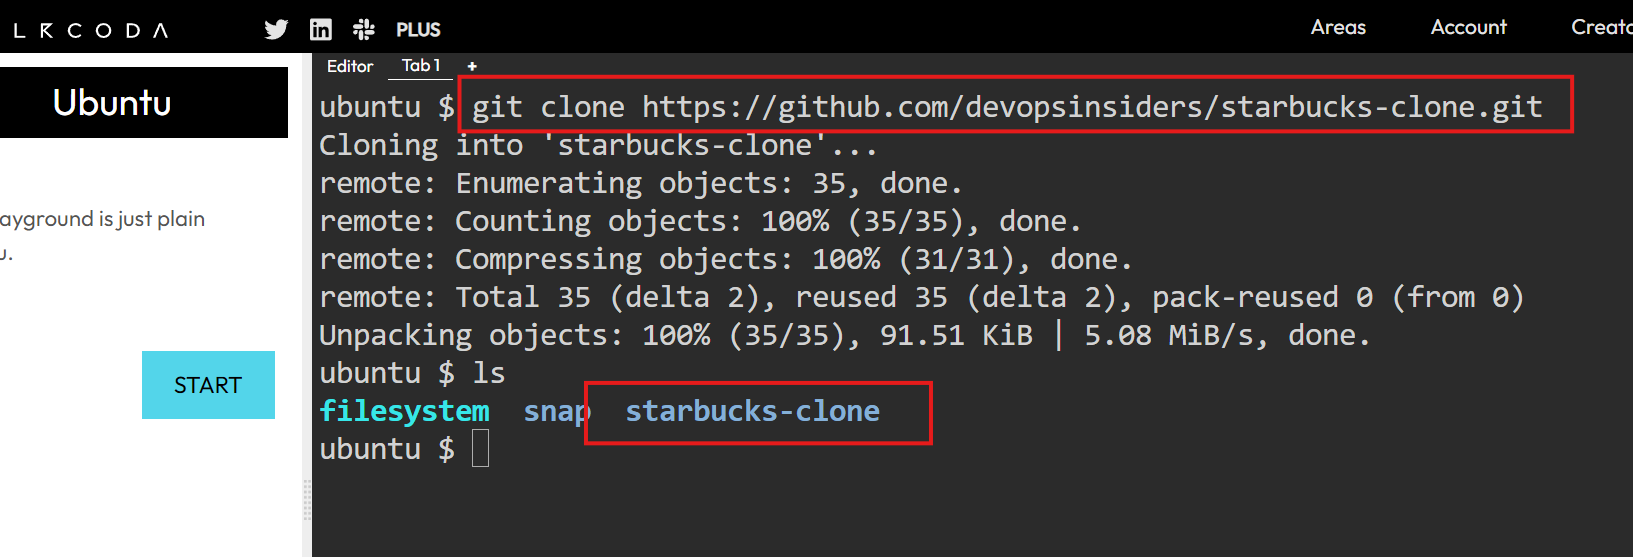 LKCODA PLUS Areas Account Creato
Editor Tab 1 +
Ubuntu
ubuntu $ git clone https://github.com/devopsinsiders/starbucks-clone.git
Cloning into 'starbucks-clone'...
remote: Enumerating objects: 35, done.
remote: Counting objects: 100% (35/35), done.
remote: Compressing objects: 100% (31/31), done.
remote: Total 35 (delta 2), reused 35 (delta 2), pack-reused 0 (from 0)
Unpacking objects: 100% (35/35), 91.51 KiB | 5.08 MiB/s, done.
ubuntu $ ls
filesystem snap starbucks-clone
ubuntu $
ayground is just plain
u.
START